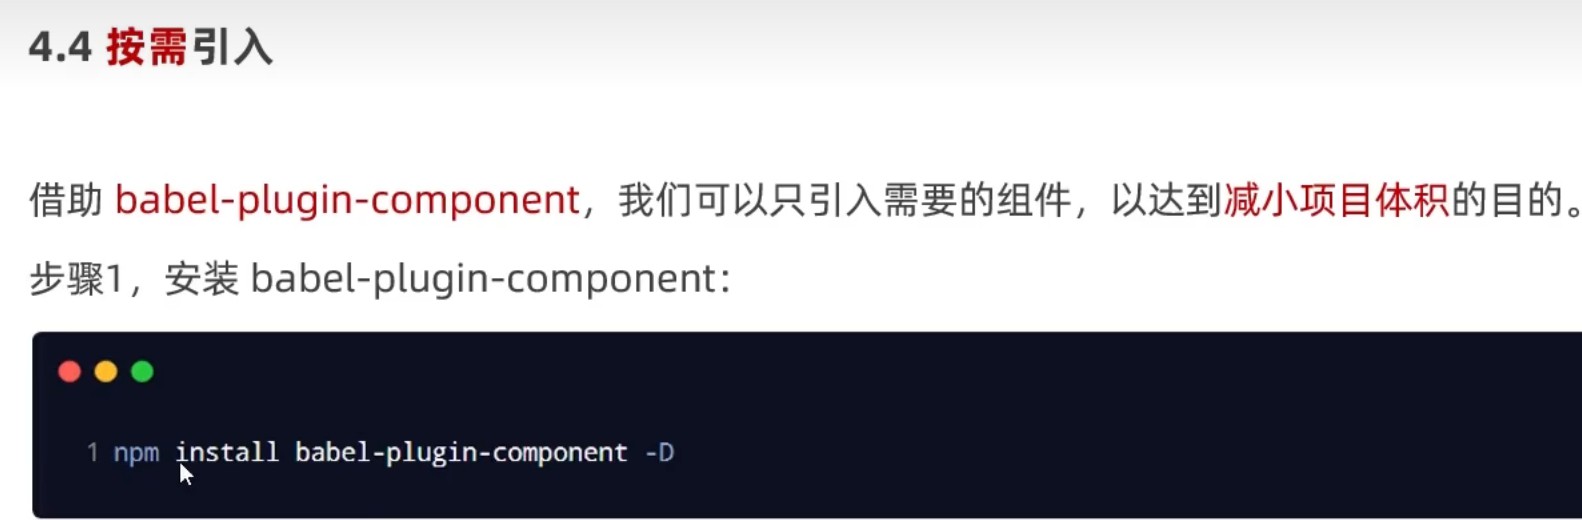 4.4 按需引入
借助 babel-plugin-component，我们可以只引入需要的组件，以达到减小项目体积的目的。
步骤1，安装 babel-plugin-component：
1 npm install babel-plugin-component -D